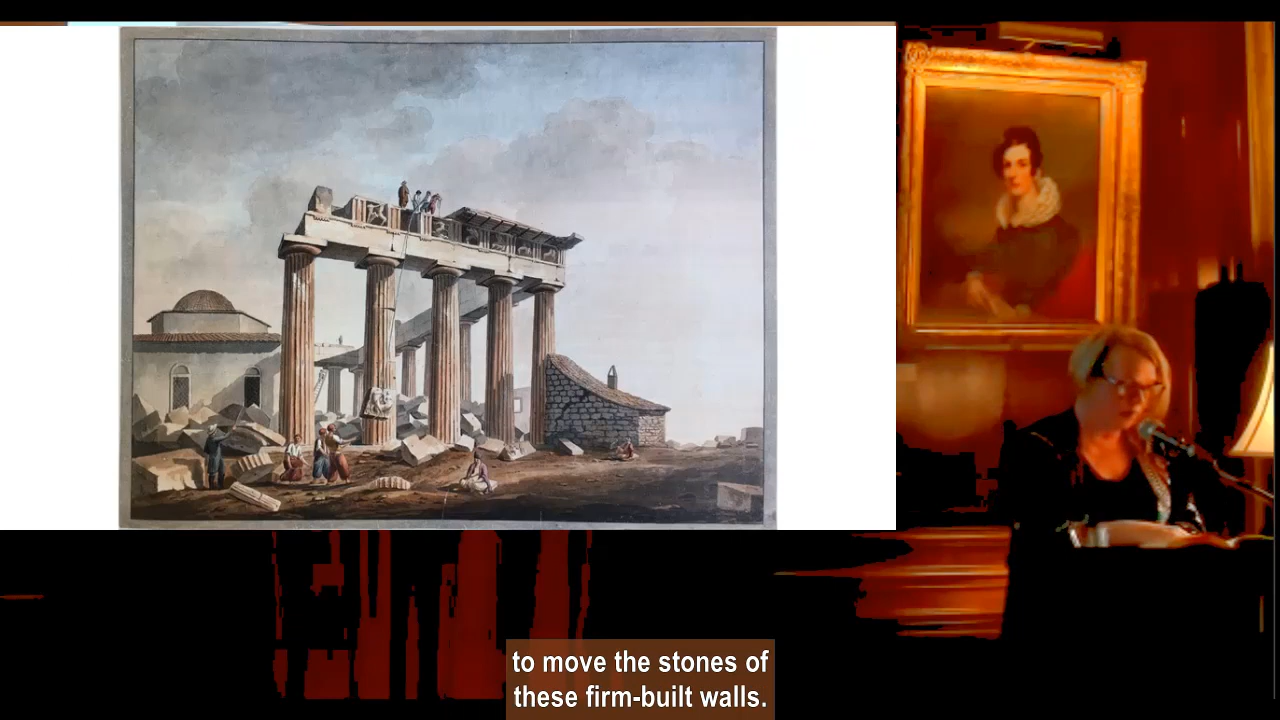 to move the stones of
these firm-built walls.